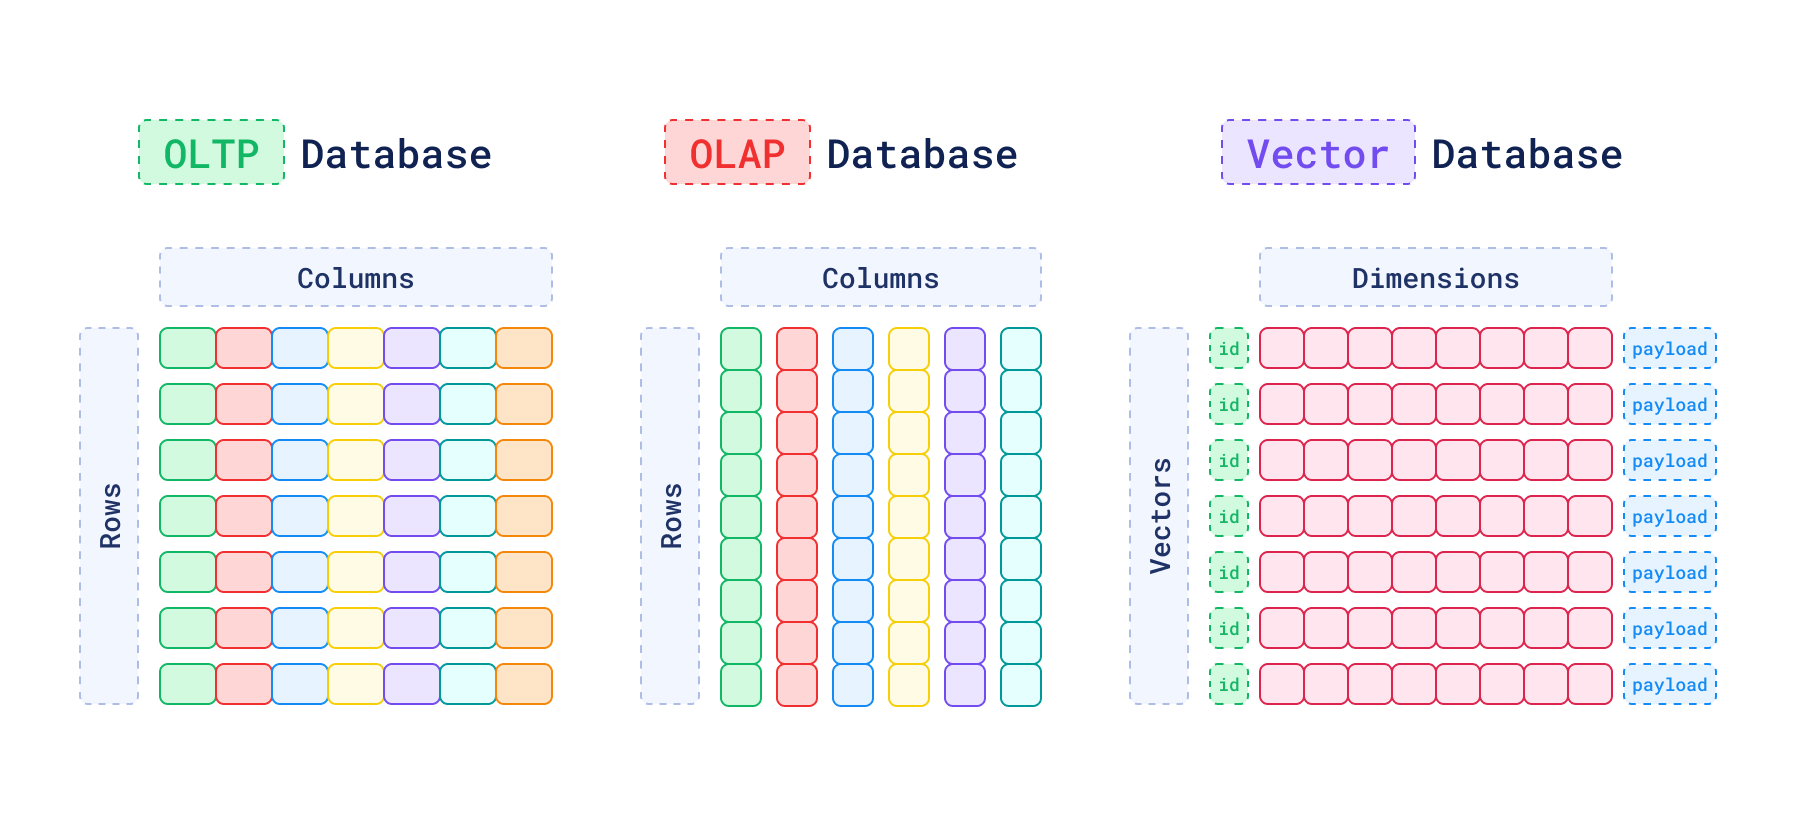 OLTP Database
Columns
Rows
OLAP Database
Columns
Rows
Vector Database
Dimensions
Vectors
id payload
id payload
id payload
id payload
id payload
id payload
id payload